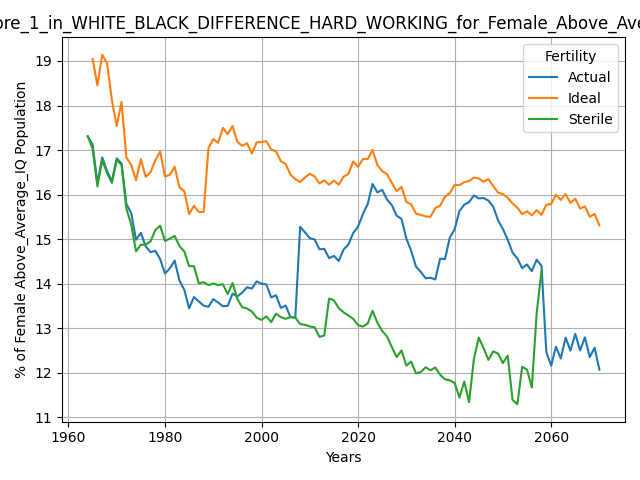 ore_1_in_WHITE_BLACK_DIFFERENCE_HARD_WORKING_for_Female_Above_Ave
% of Female Above_Average_IQ Population
19
18
17
16
15
14
13
12
11
Fertility
Actual
Ideal
Sterile
1960
1980
2000
2020
2040
2060
Years